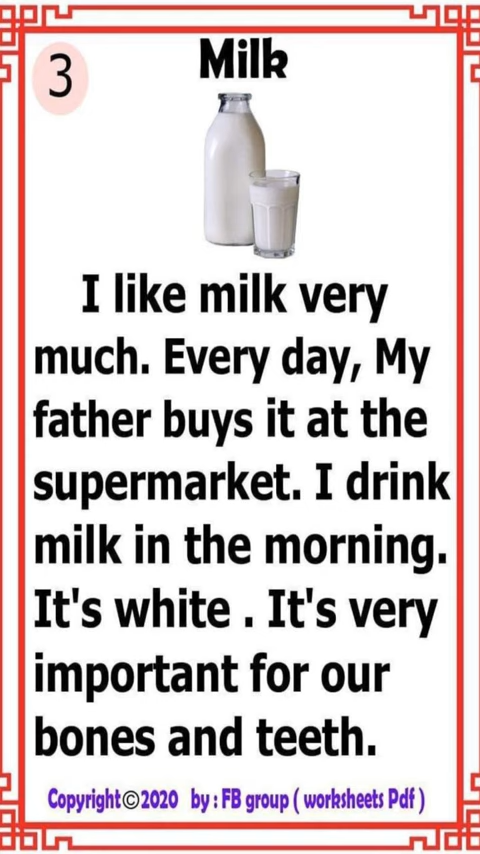 3
Milk
I like milk very
much. Every day, My
father buys it at the
supermarket. I drink
milk in the morning.
It's white . It's very
important for our
bones and teeth.
Copyright©2020 by : FB group ( worksheets Pdf )